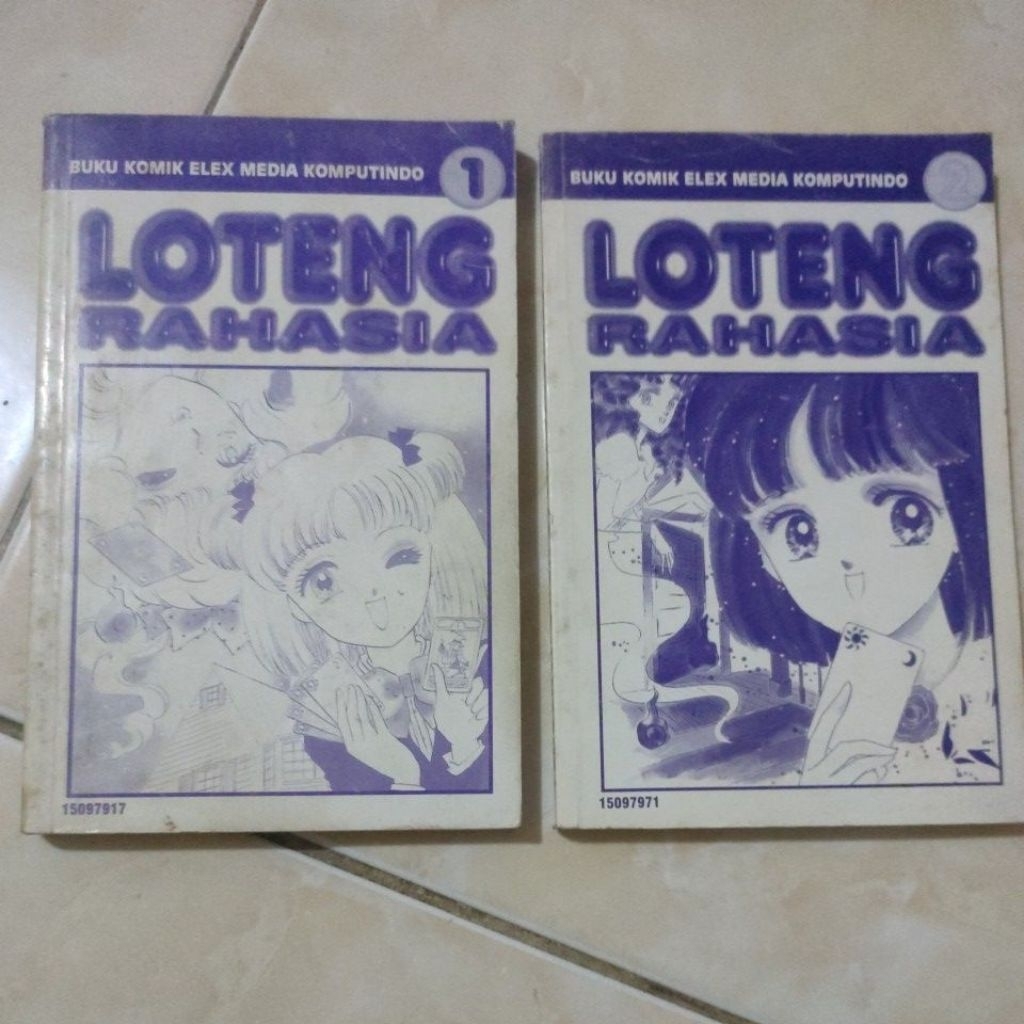 BUKU KOMIK ELEX MEDIA KOMPUTINDO 1
LOTENG
RAHASIA
15097917
BUKU KOMIK ELEX MEDIA KOMPUTINDO 2
LOTENG
RAHASIA
15097971